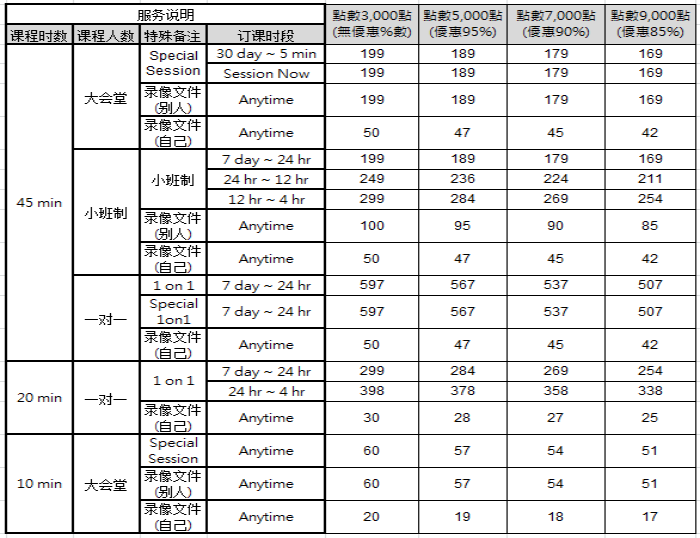 服务说明 點數3,000點 點數5,000點 點數7,000點 點數9,000點
课程时数 课程人数 特殊备注 订课时段 (無優惠%數) (優惠95%) (優惠90%) (優惠85%)
45 min 大会堂 Special Session 30 day ~ 5 min 199 189 179 169
Session Now 199 189 179 169
录像文件(别人) Anytime 199 189 179 169
录像文件(自己) Anytime 50 47 45 42
小班制 小班制 7 day ~ 24 hr 199 189 179 169
24 hr ~ 12 hr 249 236 224 211
12 hr ~ 4 hr 299 284 269 254
录像文件(别人) Anytime 100 95 90 85
录像文件(自己) Anytime 50 47 45 42
一对一 1 on 1 7 day ~ 24 hr 597 567 537 507
Special 1on1 7 day ~ 24 hr 597 567 537 507
录像文件(自己) Anytime 50 47 45 42
20 min 一对一 1 on 1 7 day ~ 24 hr 299 284 269 254
24 hr ~ 4 hr 398 378 358 338
录像文件(自己) Anytime 30 28 27 25
10 min 大会堂 Special Session Anytime 60 57 54 51
录像文件(别人) Anytime 60 57 54 51
录像文件(自己) Anytime 20 19 18 17